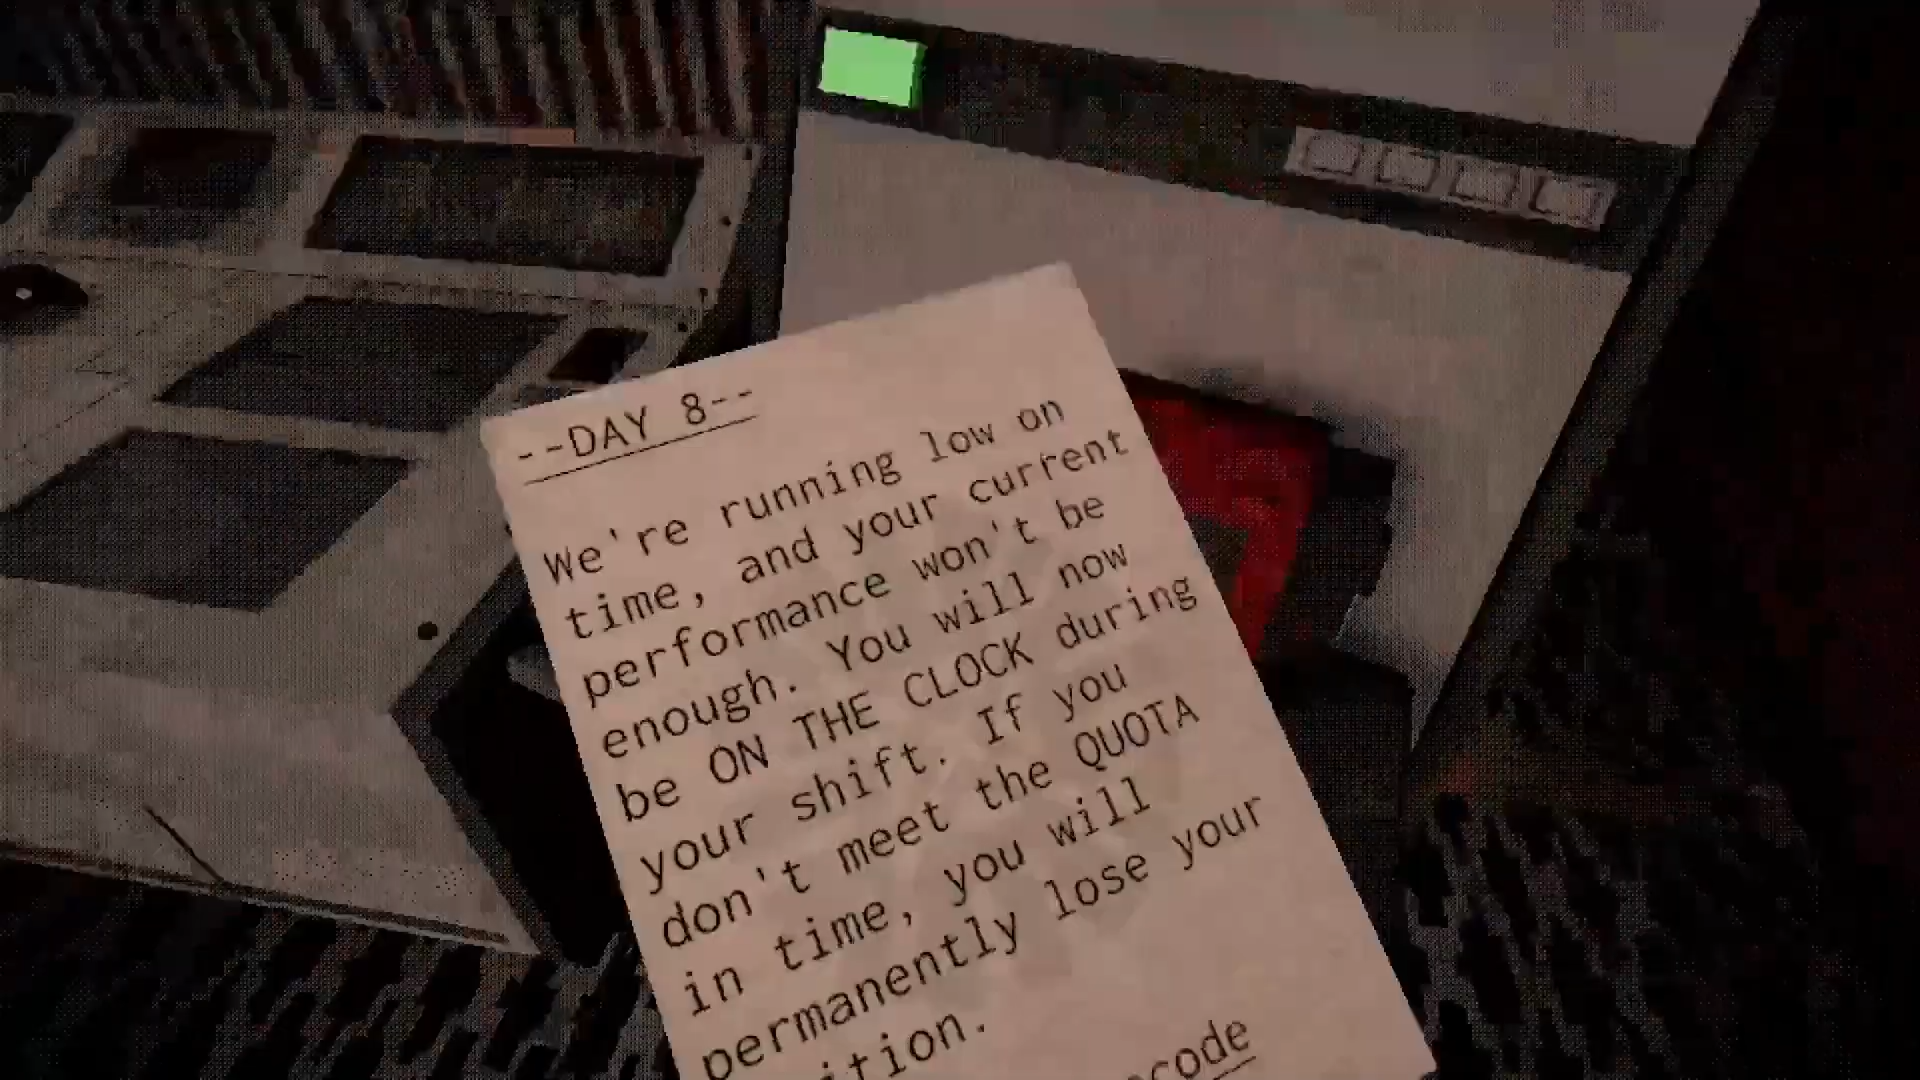 --DAY 8--
We're running low on
time, and your current
performance won't be
enough. You will now
be ON THE CLOCK during
your shift. If you
don't meet the QUOTA
in time, you will
permanently lose your